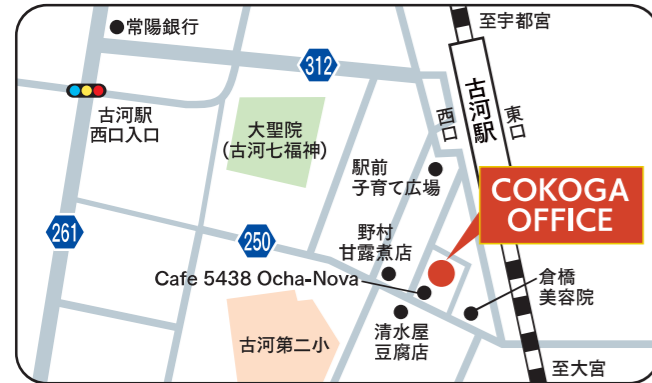 常陽銀行
至宇都宮
312
古河駅
西口
東口
古河駅
西口入口
大聖院
(古河七福神)
駅前
子育て広場
COKOGA
OFFICE
261
250
野村
甘露煮店
Cafe 5438 Ocha-Nova
倉橋
美容院
清水屋
豆腐店
古河第二小
至大宮